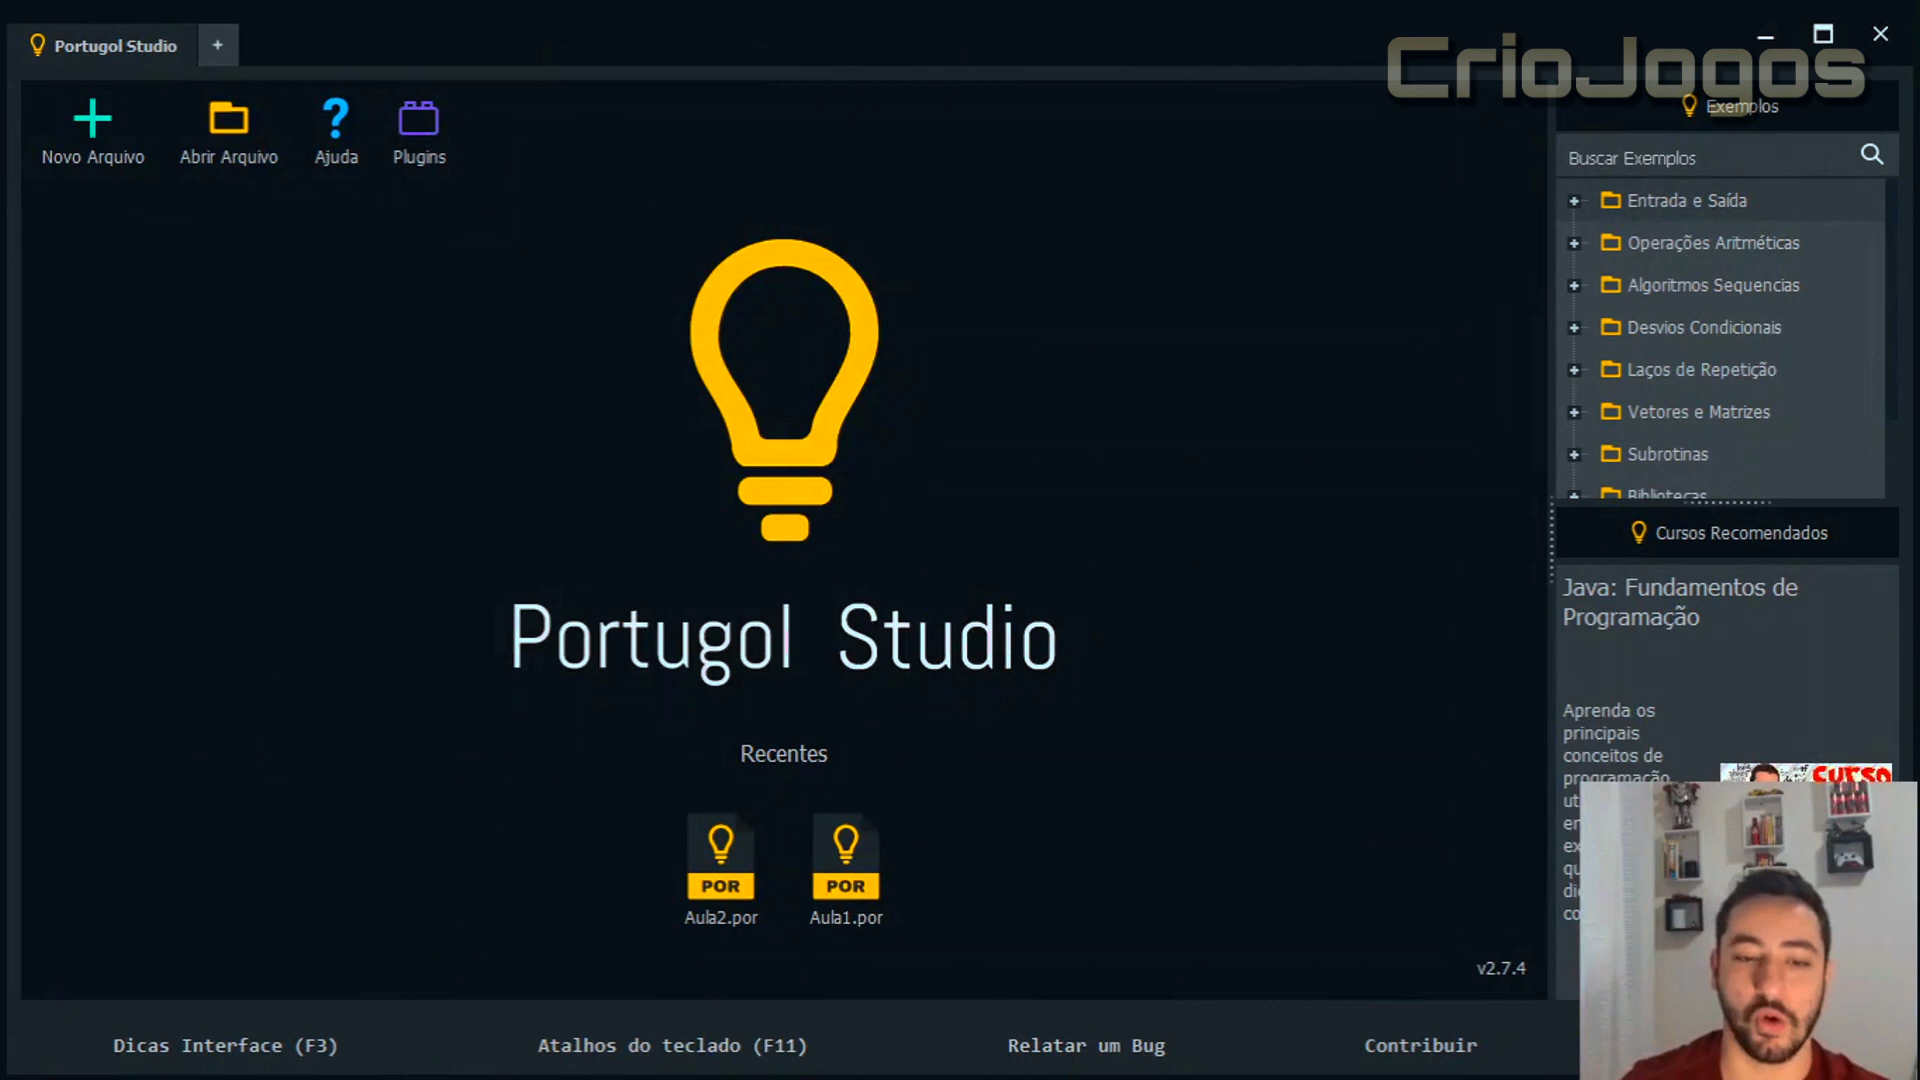 Portugol Studio
+
CrioJogos
Novo Arquivo
Abrir Arquivo
Ajuda
Plugins
Exemplos
Buscar Exemplos
Entrada e Saída
Operações Aritméticas
Algoritmos Sequencias
Desvios Condicionais
Laços de Repetição
Vetores e Matrizes
Subrotinas
Bibliotecas
Portugol Studio
Recentes
POR
Aula2.por
POR
Aula1.por
v2.7.4
Cursos Recomendados
Java: Fundamentos de
Programação
Aprenda os
principais
conceitos de
programação
curso
Dicas Interface (F3)
Atalhos do teclado (F11)
Relatar um Bug
Contribuir